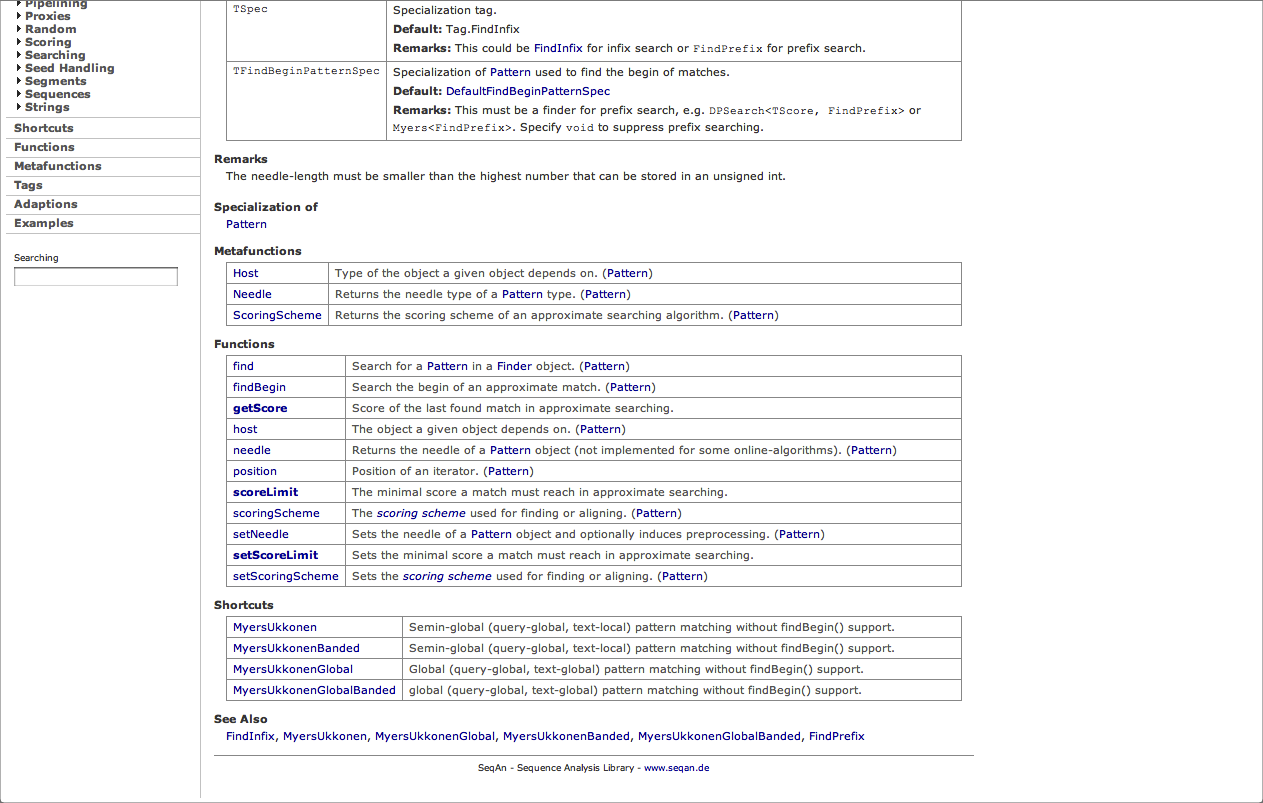 Pipelining
Proxies
Random
Scoring
Searching
Seed Handling
Segments
Sequences
Strings
Shortcuts
Functions
Metafunctions
Tags
Adaptions
Examples
Searching
TSpec
Specialization tag.
Default: Tag.FindInfix
Remarks: This could be FindInfix for infix search or FindPrefix for prefix search.
TFindBeginPatternSpec
Specialization of Pattern used to find the begin of matches.
Default: DefaultFindBeginPatternSpec
Remarks: This must be a finder for prefix search, e.g. DPSearch<TScore, FindPrefix> or
Myers<FindPrefix>. Specify void to suppress prefix searching.
Remarks
The needle-length must be smaller than the highest number that can be stored in an unsigned int.
Specialization of
Pattern
Metafunctions
Host Type of the object a given object depends on. (Pattern)
Needle Returns the needle type of a Pattern type. (Pattern)
ScoringScheme Returns the scoring scheme of an approximate searching algorithm. (Pattern)
Functions
find Search for a Pattern in a Finder object. (Pattern)
findBegin Search the begin of an approximate match. (Pattern)
getScore Score of the last found match in approximate searching.
host The object a given object depends on. (Pattern)
needle Returns the needle of a Pattern object (not implemented for some online-algorithms). (Pattern)
position Position of an iterator. (Pattern)
scoreLimit The minimal score a match must reach in approximate searching.
scoringScheme The scoring scheme used for finding or aligning. (Pattern)
setNeedle Sets the needle of a Pattern object and optionally induces preprocessing. (Pattern)
setScoreLimit Sets the minimal score a match must reach in approximate searching.
setScoringScheme Sets the scoring scheme used for finding or aligning. (Pattern)
Shortcuts
MyersUkkonen Semin-global (query-global, text-local) pattern matching without findBegin() support.
MyersUkkonenBanded Semin-global (query-global, text-local) pattern matching without findBegin() support.
MyersUkkonenGlobal Global (query-global, text-global) pattern matching without findBegin() support.
MyersUkkonenGlobalBanded global (query-global, text-global) pattern matching without findBegin() support.
See Also
FindInfix, MyersUkkonen, MyersUkkonenGlobal, MyersUkkonenBanded, MyersUkkonenGlobalBanded, FindPrefix
SeqAn - Sequence Analysis Library - www.seqan.de